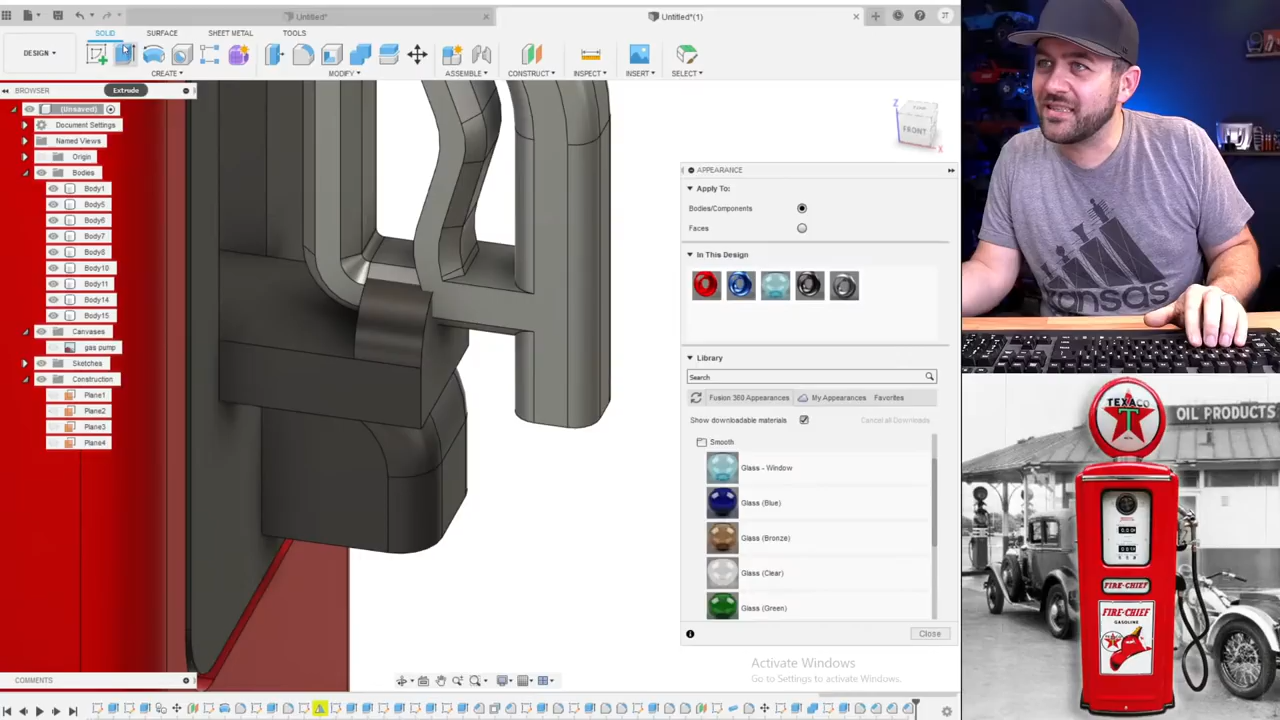 Untitled*
Untitled*(1)
JT
DESIGN
SOLID
SURFACE
SHEET METAL
TOOLS
CREATE
MODIFY
ASSEMBLE
CONSTRUCT
INSPECT
INSERT
SELECT
BROWSER
Extrude
(Unsaved)
Document Settings
Named Views
Origin
Bodies
Body1
Body5
Body6
Body7
Body8
Body10
Body11
Body14
Body15
Canvases
gas pump
Sketches
Construction
Plane1
Plane2
Plane3
Plane4
Z
FRONT
X
APPEARANCE
Apply To:
Bodies/Components
Faces
In This Design
Library
Search
Fusion 360 Appearances
My Appearances
Favorites
Show downloadable materials
Cancel all Downloads
Smooth
Glass - Window
Glass (Blue)
Glass (Bronze)
Glass (Clear)
Glass (Green)
Close
Activate Windows
Go to Settings to activate Windows.
COMMENTS
kansas
TEXACO
T
OIL PRODUCTS
FIRE-CHIEF
FIRE-CHIEF
GASOLINE